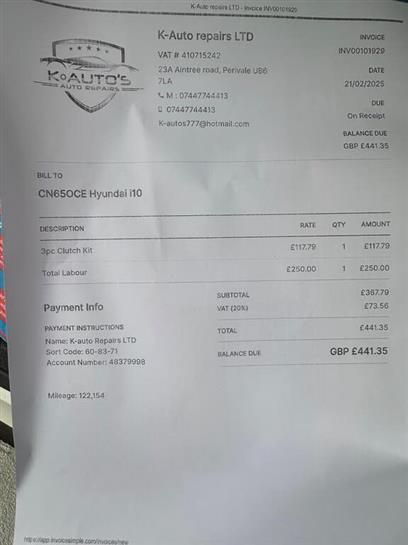 K-Auto repairs LTD - Invoice INV00101929
KoAUTO'S
AUTO REPAIRS
K-Auto repairs LTD
VAT # 410715242
23A Aintree road, Perivale UB6
7LA
M : 07447744413
07447744413
K-autos777@hotmail.com
INVOICE
INV00101929
DATE
21/02/2025
DUE
On Receipt
BALANCE DUE
GBP £441.35
BILL TO
CN65OCE Hyundai i10
DESCRIPTION RATE QTY AMOUNT
3pc Clutch Kit £117.79 1 £117.79
Total Labour £250.00 1 £250.00
SUBTOTAL £367.79
VAT (20%) £73.56
TOTAL £441.35
BALANCE DUE GBP £441.35
Payment Info
PAYMENT INSTRUCTIONS
Name: K-auto Repairs LTD
Sort Code: 60-83-71
Account Number: 48379998
Mileage: 122,154
https://app.invoicesimple.com/invoices/new